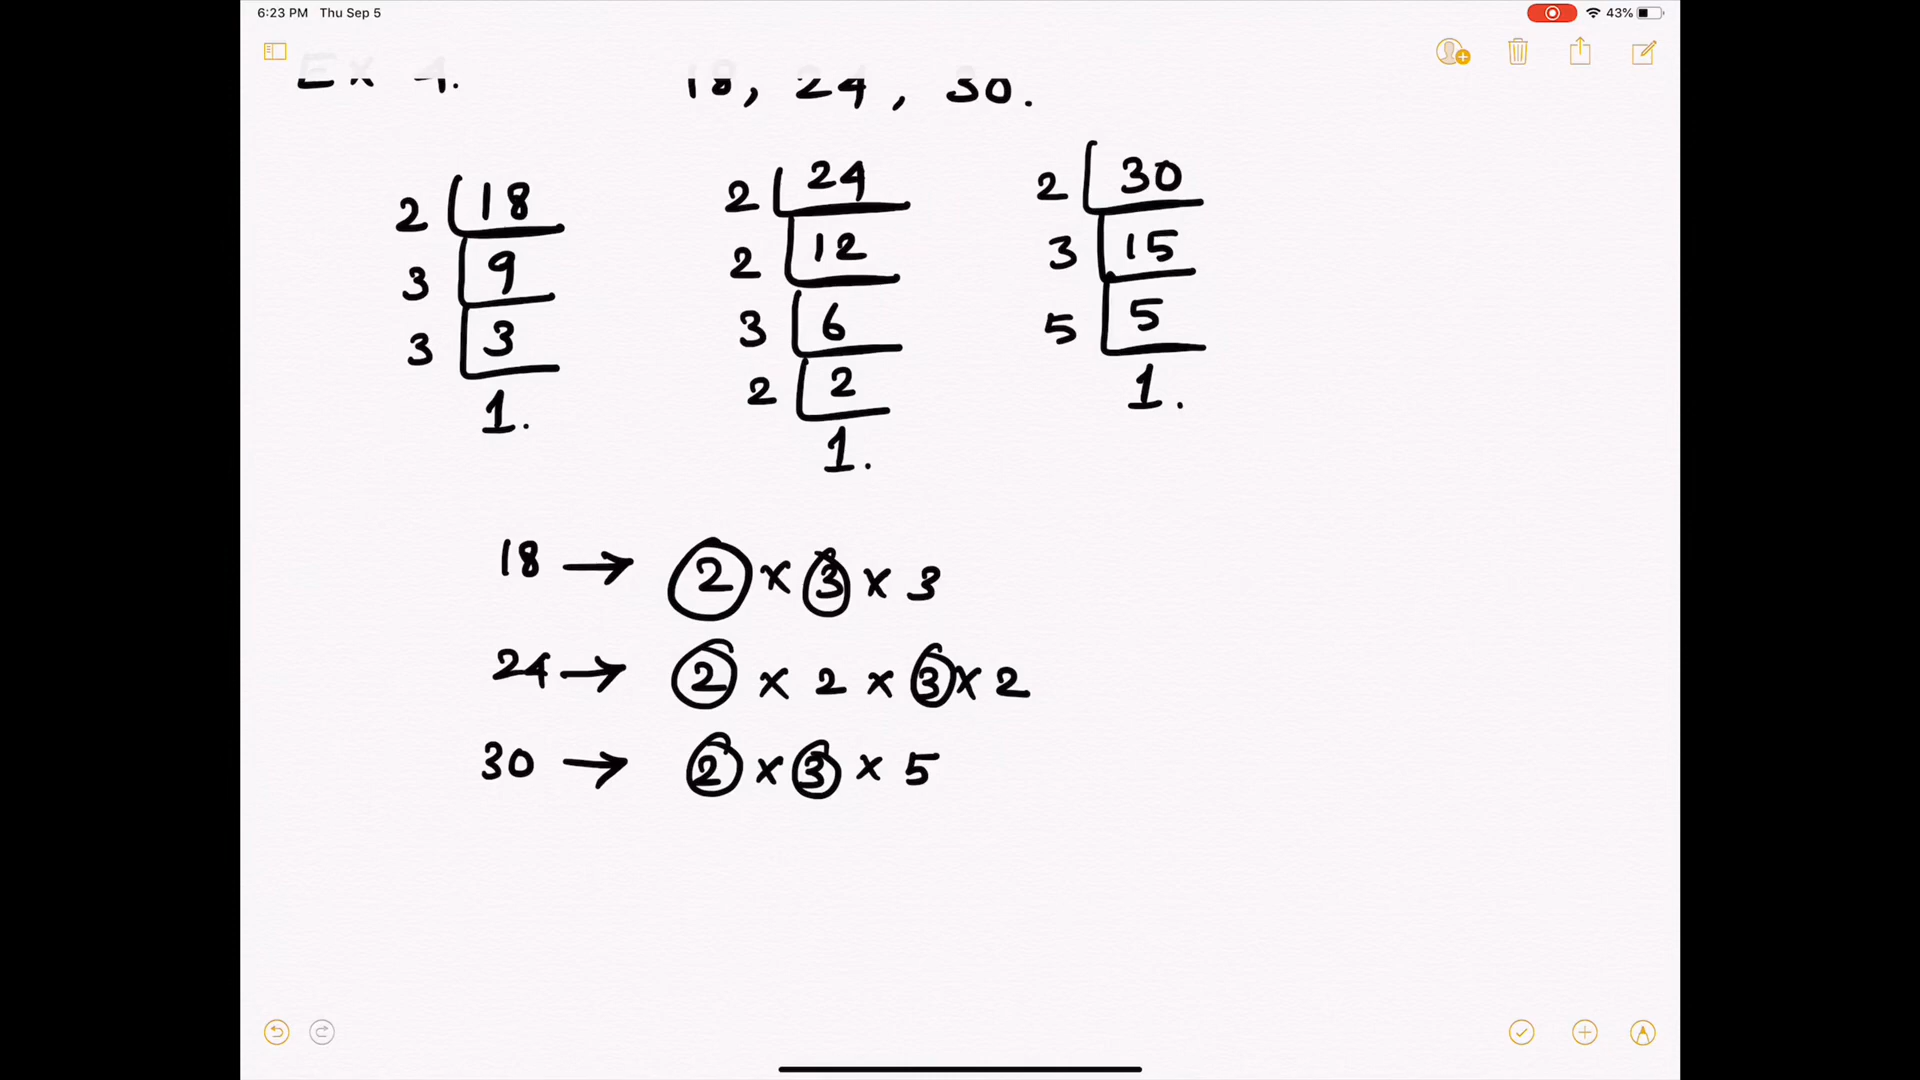 6:23 PM Thu Sep 5 43%
Ex 4. 18, 24, 30.
2 18 2 24 2 30
3 9 2 12 3 15
3 3 3 6 5 5
1. 2 2 1.
1.
18 → 2 × 3 × 3
24 → 2 × 2 × 3 × 2
30 → 2 × 3 × 5